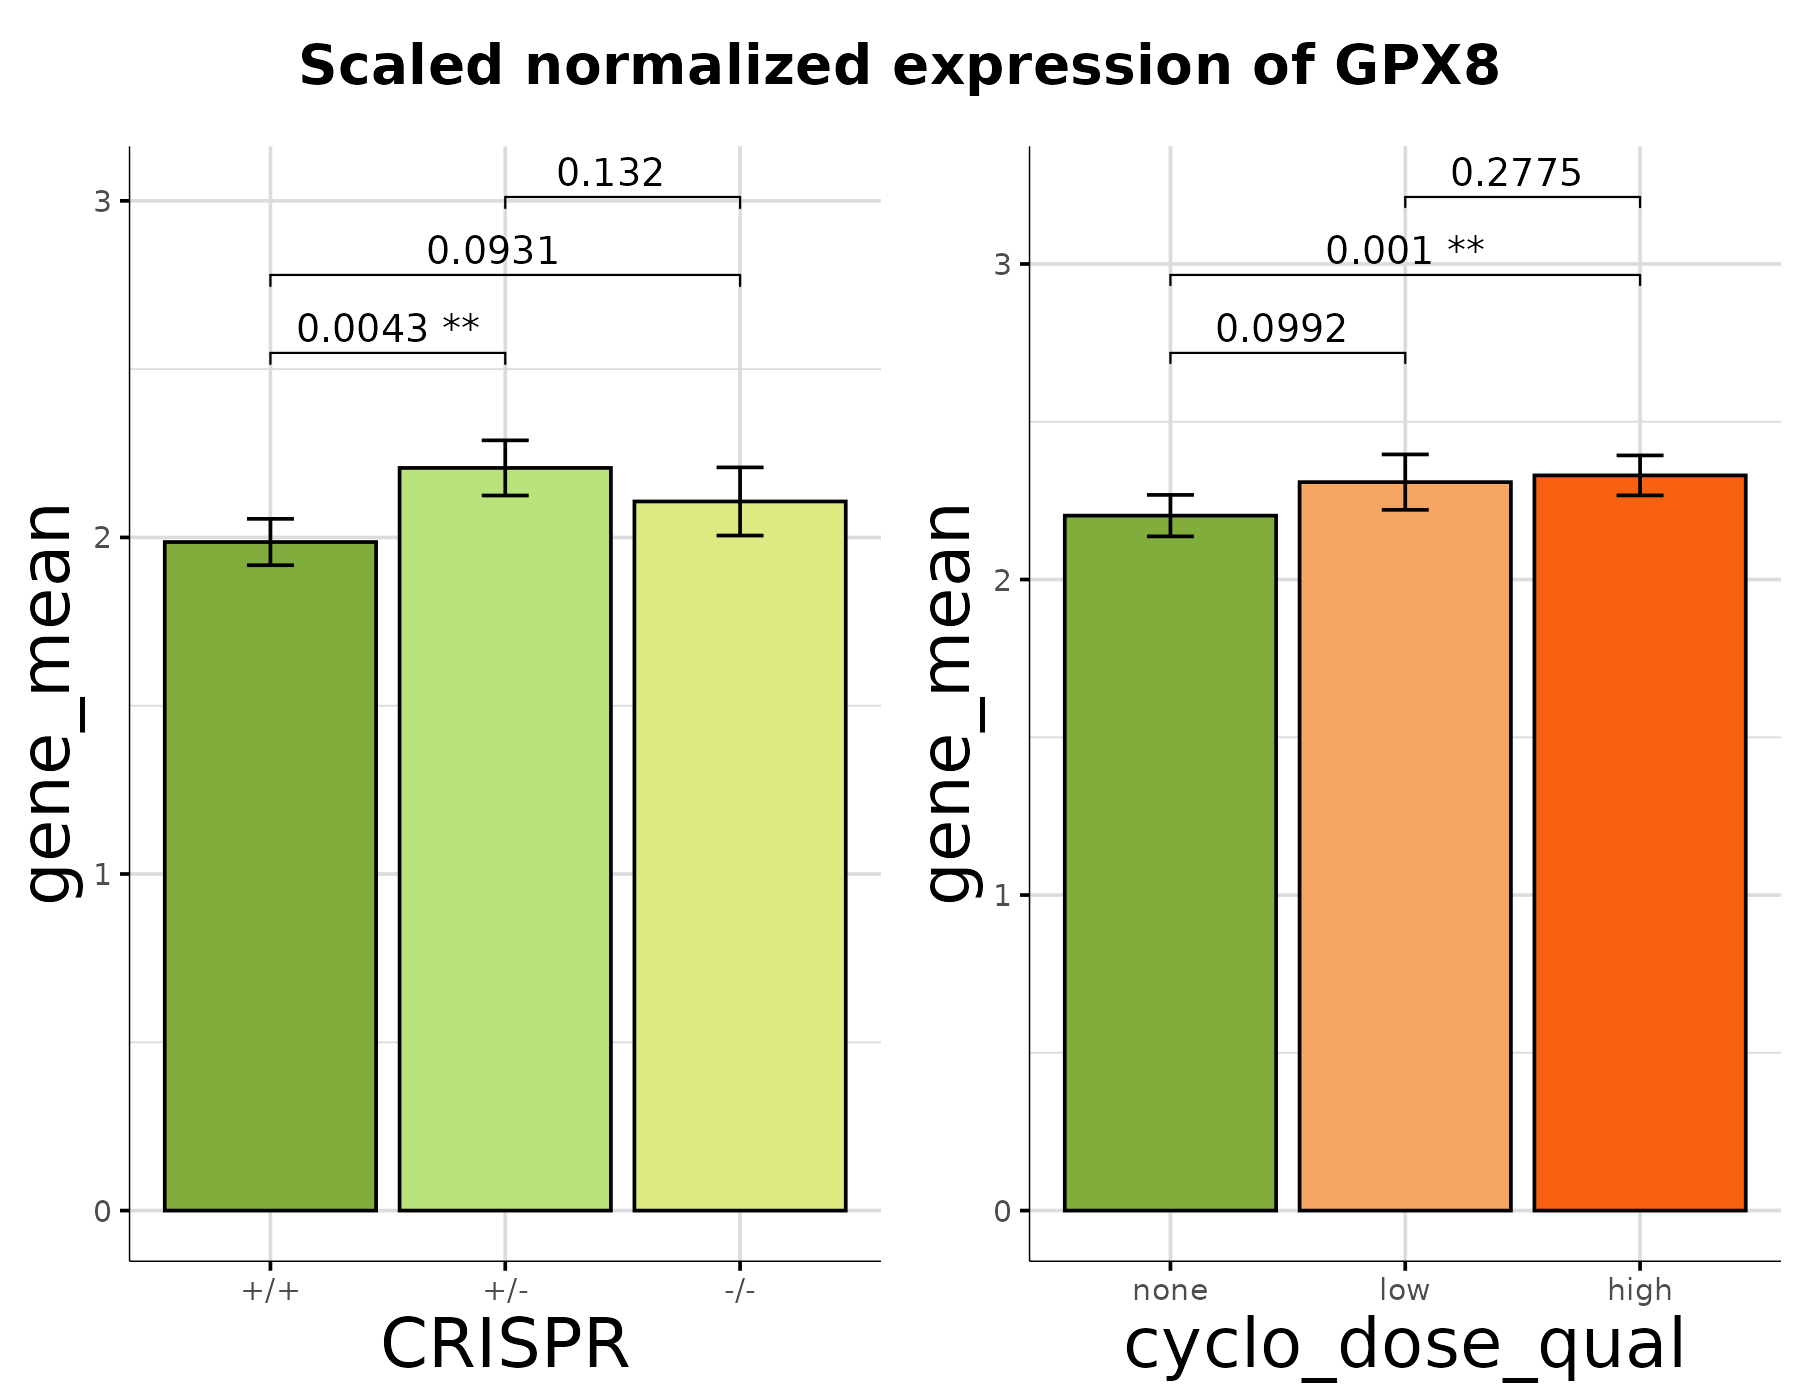 Scaled normalized expression of GPX8
gene_mean
3
2
1
0
0.132
0.0931
0.0043 **
+/+
+/-
-/-
CRISPR
gene_mean
3
2
1
0
0.2775
0.001 **
0.0992
none
low
high
cyclo_dose_qual